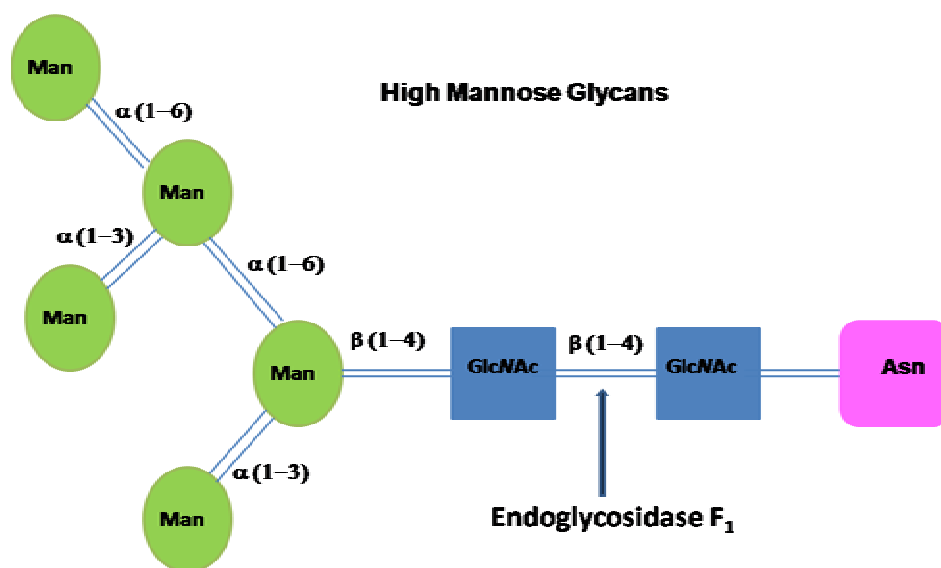 Man
High Mannose Glycans
α (1–6)
Man
α (1–3)
α (1–6)
Man
β (1–4)
β (1–4)
GlcNAc
GlcNAc
Asn
Man
α (1–3)
Man
Endoglycosidase F₁